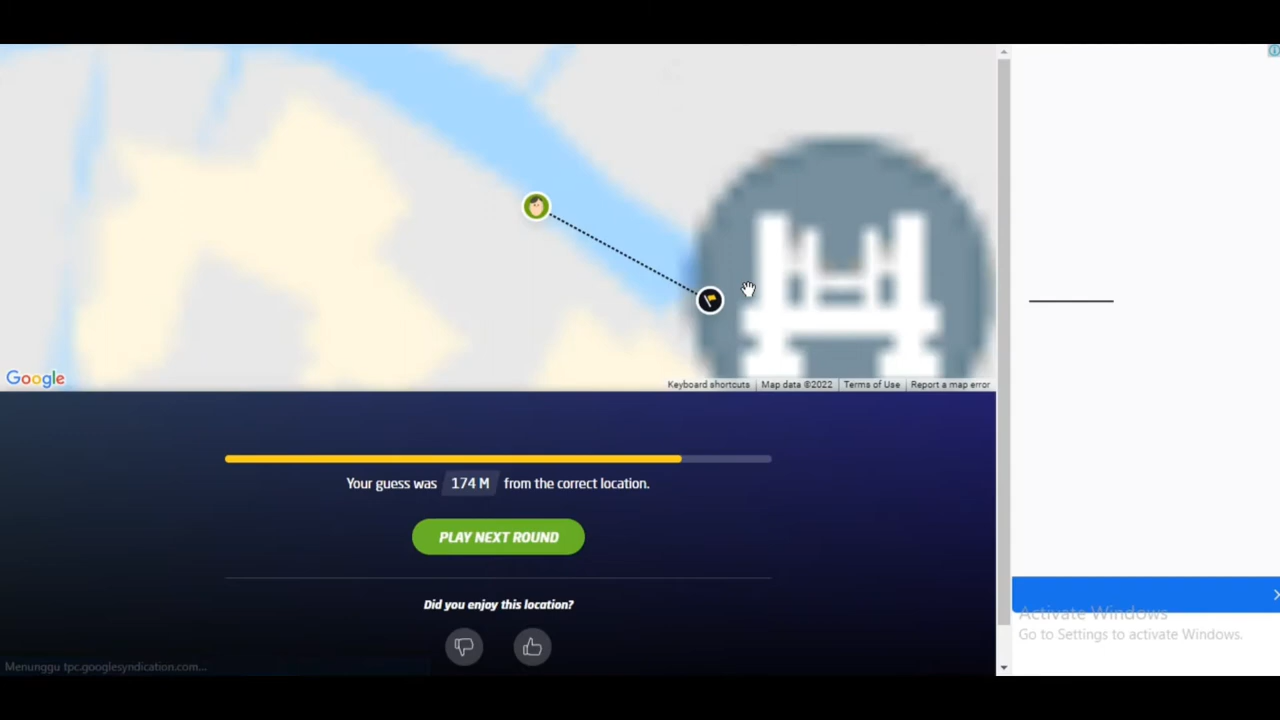 Google
Keyboard shortcuts
Map data ©2022
Terms of Use
Report a map error
Your guess was 174 M from the correct location.
PLAY NEXT ROUND
Did you enjoy this location?
Activate Windows
Go to Settings to activate Windows.
Menunggu tpc.googlesyndication.com...